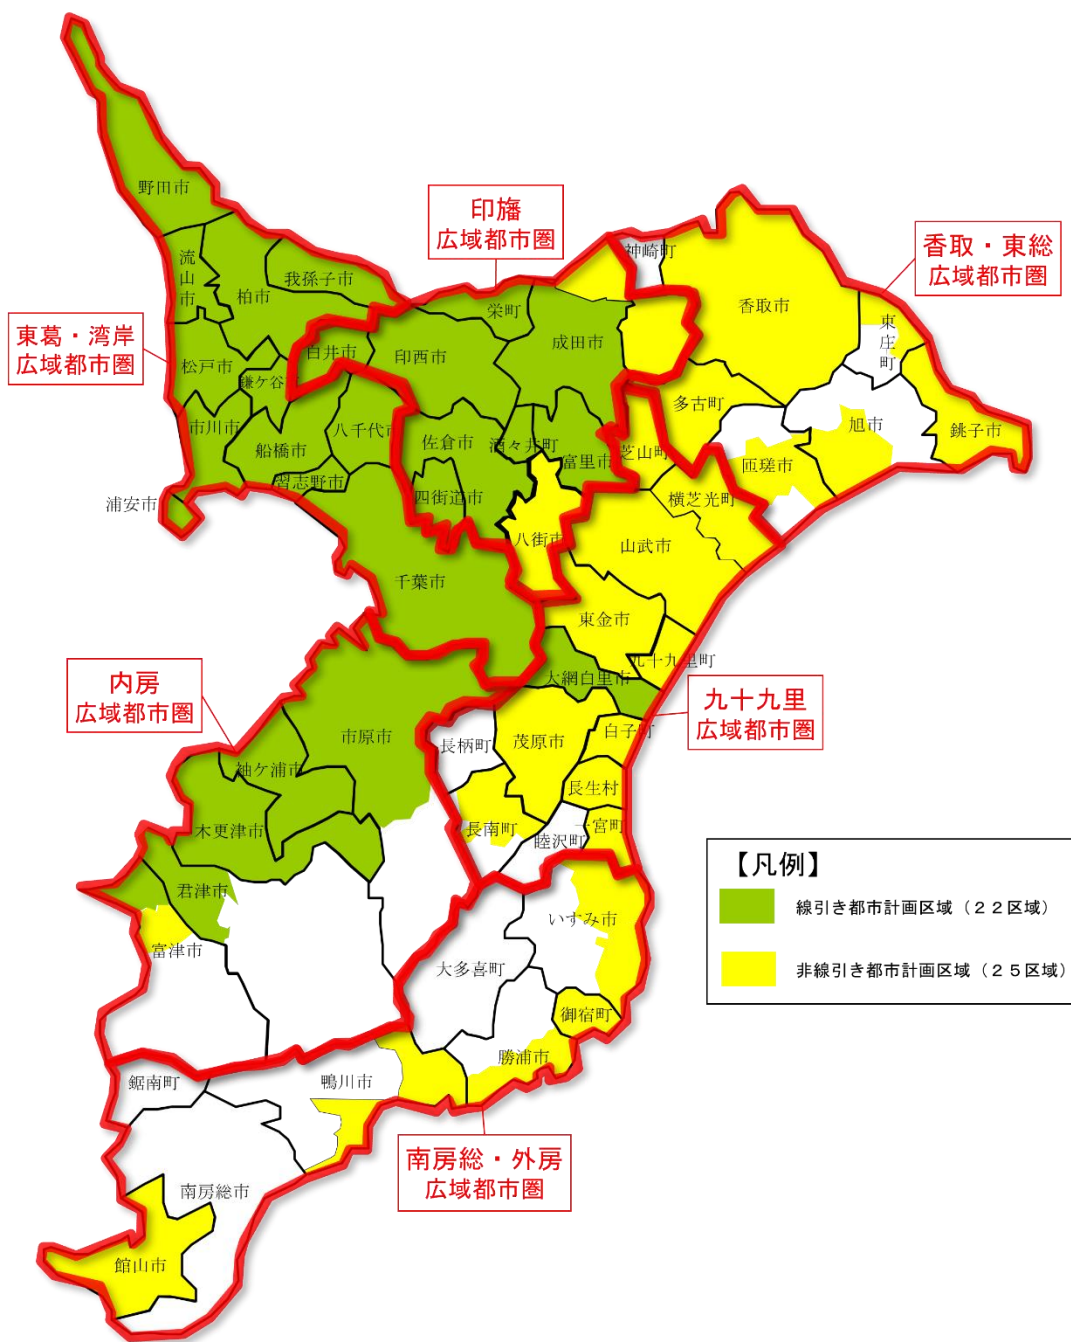 野田市
印旛
広域都市圏
流山市
柏市
我孫子市
神崎町
香取・東総
広域都市圏
香取市
栄町
東庄町
成田市
東葛・湾岸
広域都市圏
松戸市
鎌ケ谷市
白井市
印西市
市川市
船橋市
八千代市
佐倉市
酒々井町
富里市
芝山町
多古町
旭市
銚子市
匝瑳市
習志野市
四街道市
横芝光町
浦安市
八街市
山武市
千葉市
東金市
九十九里町
大網白里市
内房
広域都市圏
九十九里
広域都市圏
市原市
長柄町
茂原市
白子町
袖ケ浦市
長生村
木更津市
長南町
一宮町
睦沢町
君津市
富津市
【凡例】
線引き都市計画区域（２２区域）
非線引き都市計画区域（２５区域）
いすみ市
大多喜町
御宿町
勝浦市
鋸南町
鴨川市
南房総・外房
広域都市圏
南房総市
館山市